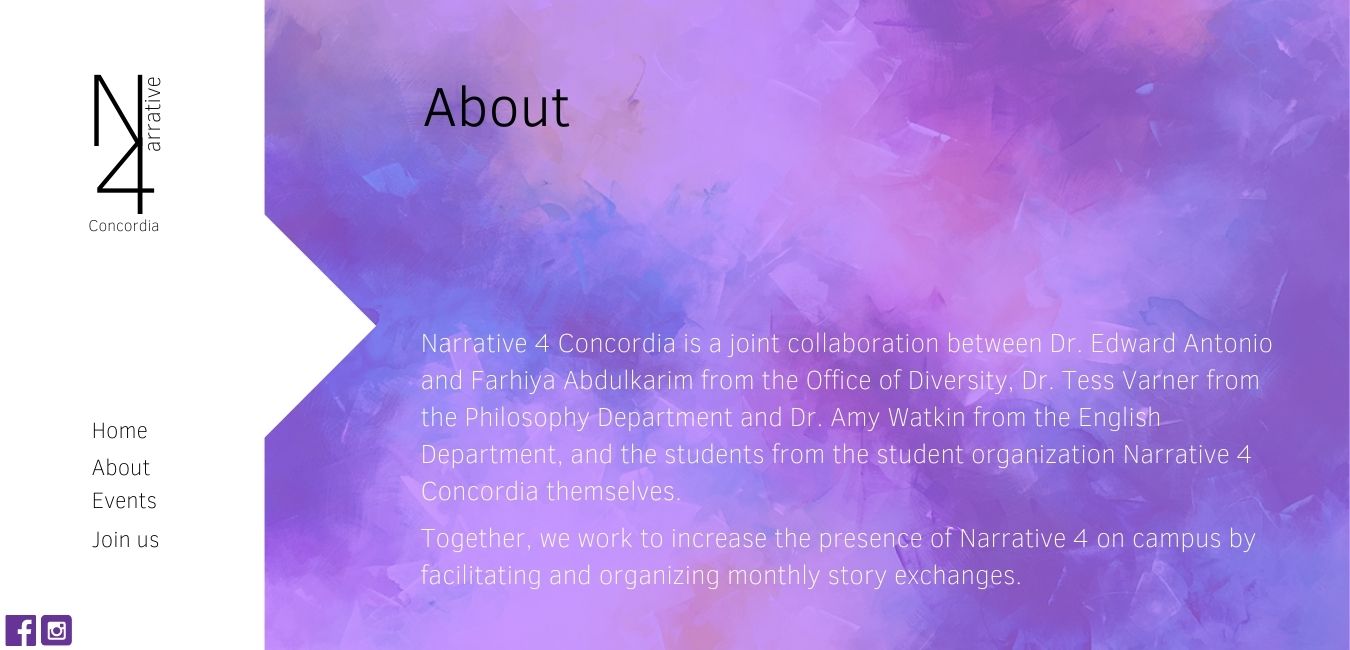 N
arrative
4
Concordia
Home
About
Events
Join us
About
Narrative 4 Concordia is a joint collaboration between Dr. Edward Antonio
and Farhiya Abdulkarim from the Office of Diversity, Dr. Tess Varner from
the Philosophy Department and Dr. Amy Watkin from the English
Department, and the students from the student organization Narrative 4
Concordia themselves.
Together, we work to increase the presence of Narrative 4 on campus by
facilitating and organizing monthly story exchanges.